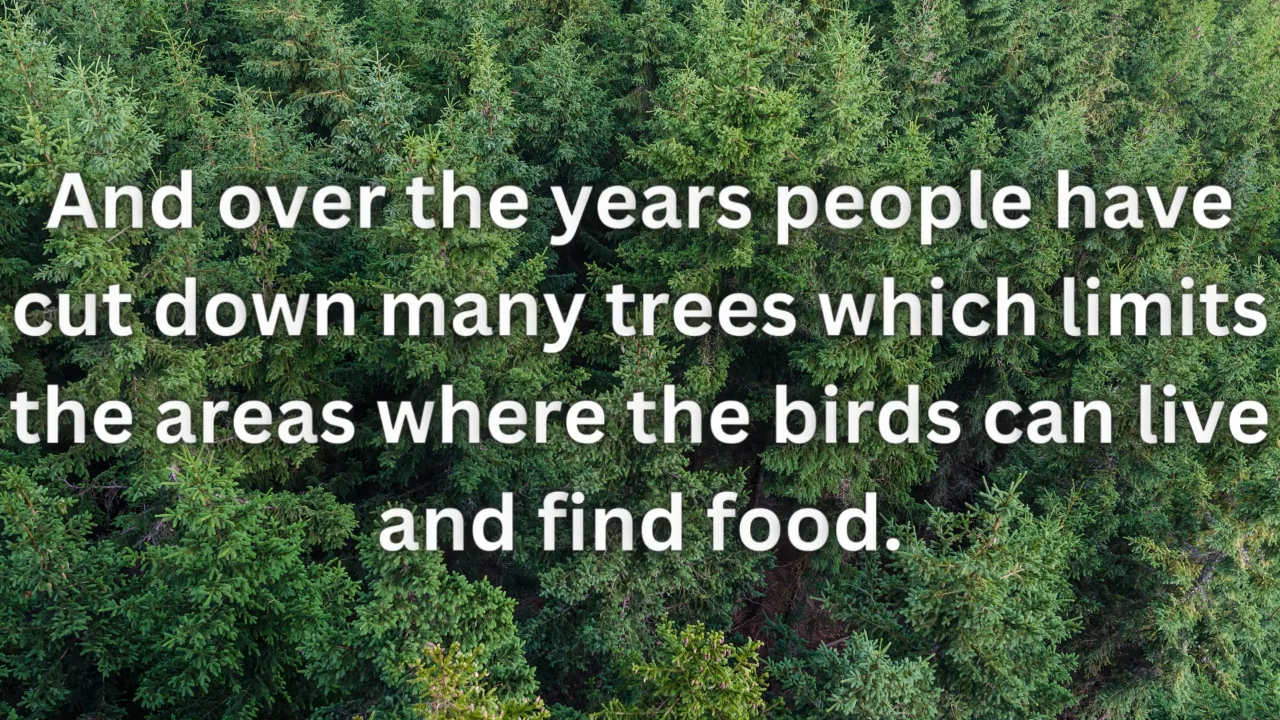 And over the years people have
cut down many trees which limits
the areas where the birds can live
and find food.